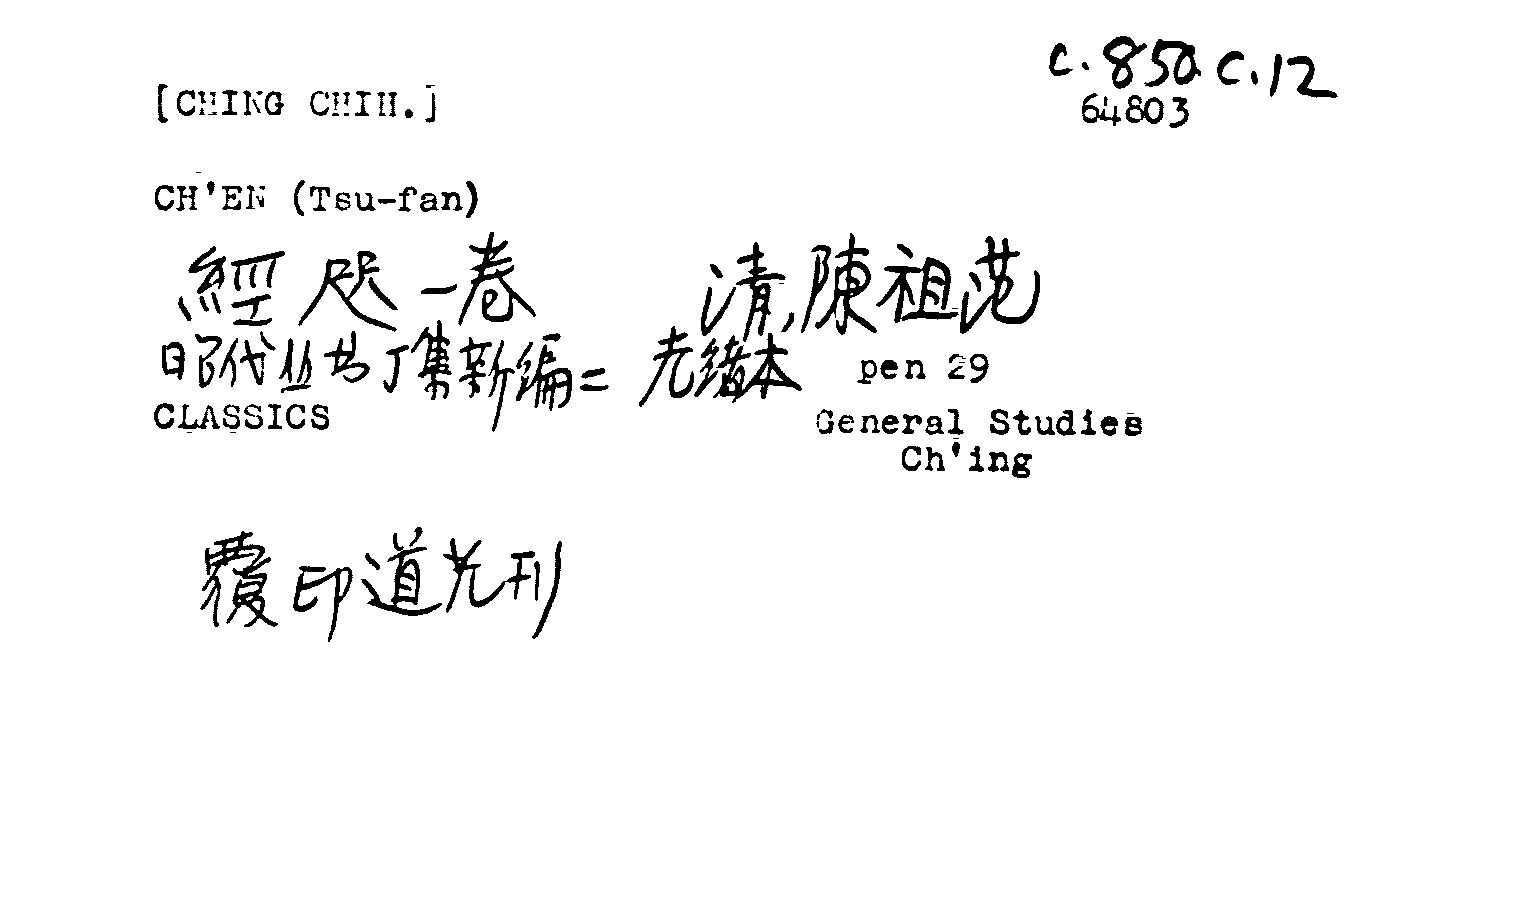 c.850.c.12
64803
[CHING CHIH.]
CH'EN (Tsu-fan)
經咫一卷 清,陳祖范
昭代丛书丁集新編= 光緒本 pen 29
CLASSICS General Studies
Ch'ing
覆印道光刊